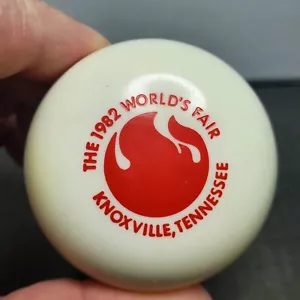 THE 1982 WORLD'S FAIR
KNOXVILLE, TENNESSEE